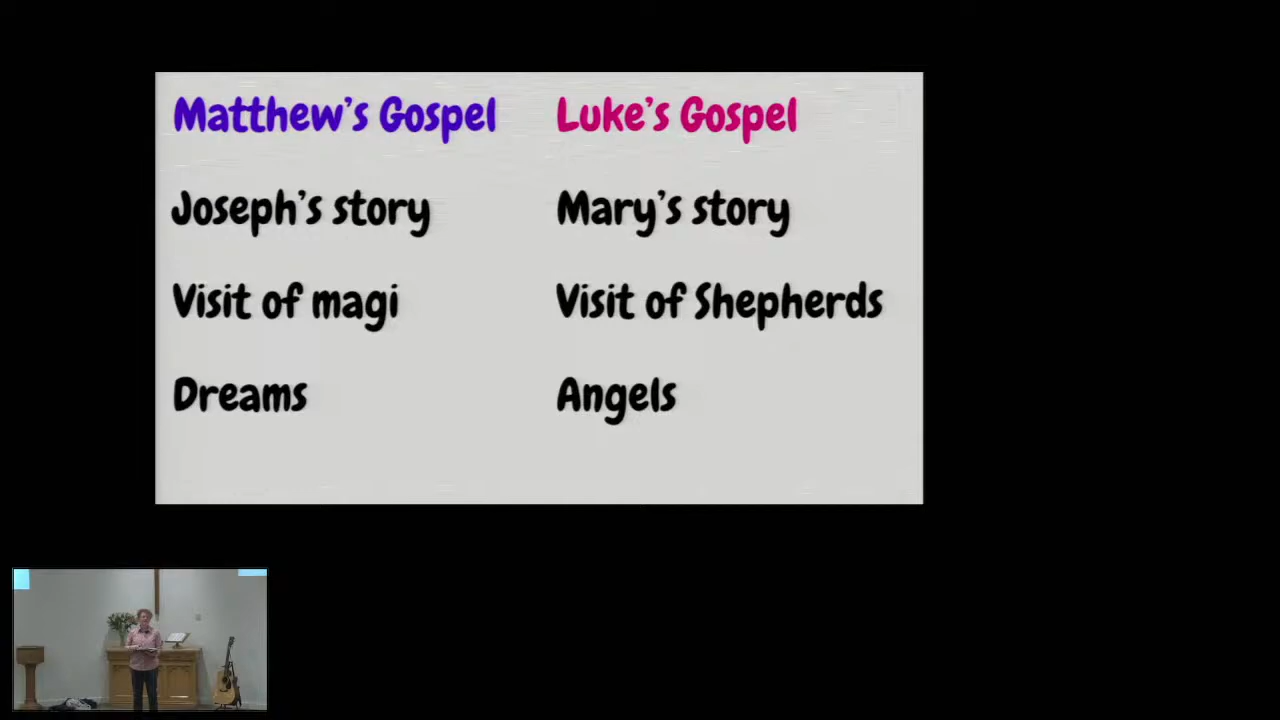 Matthew's Gospel Luke's Gospel
Joseph's story Mary's story
Visit of magi Visit of Shepherds
Dreams Angels